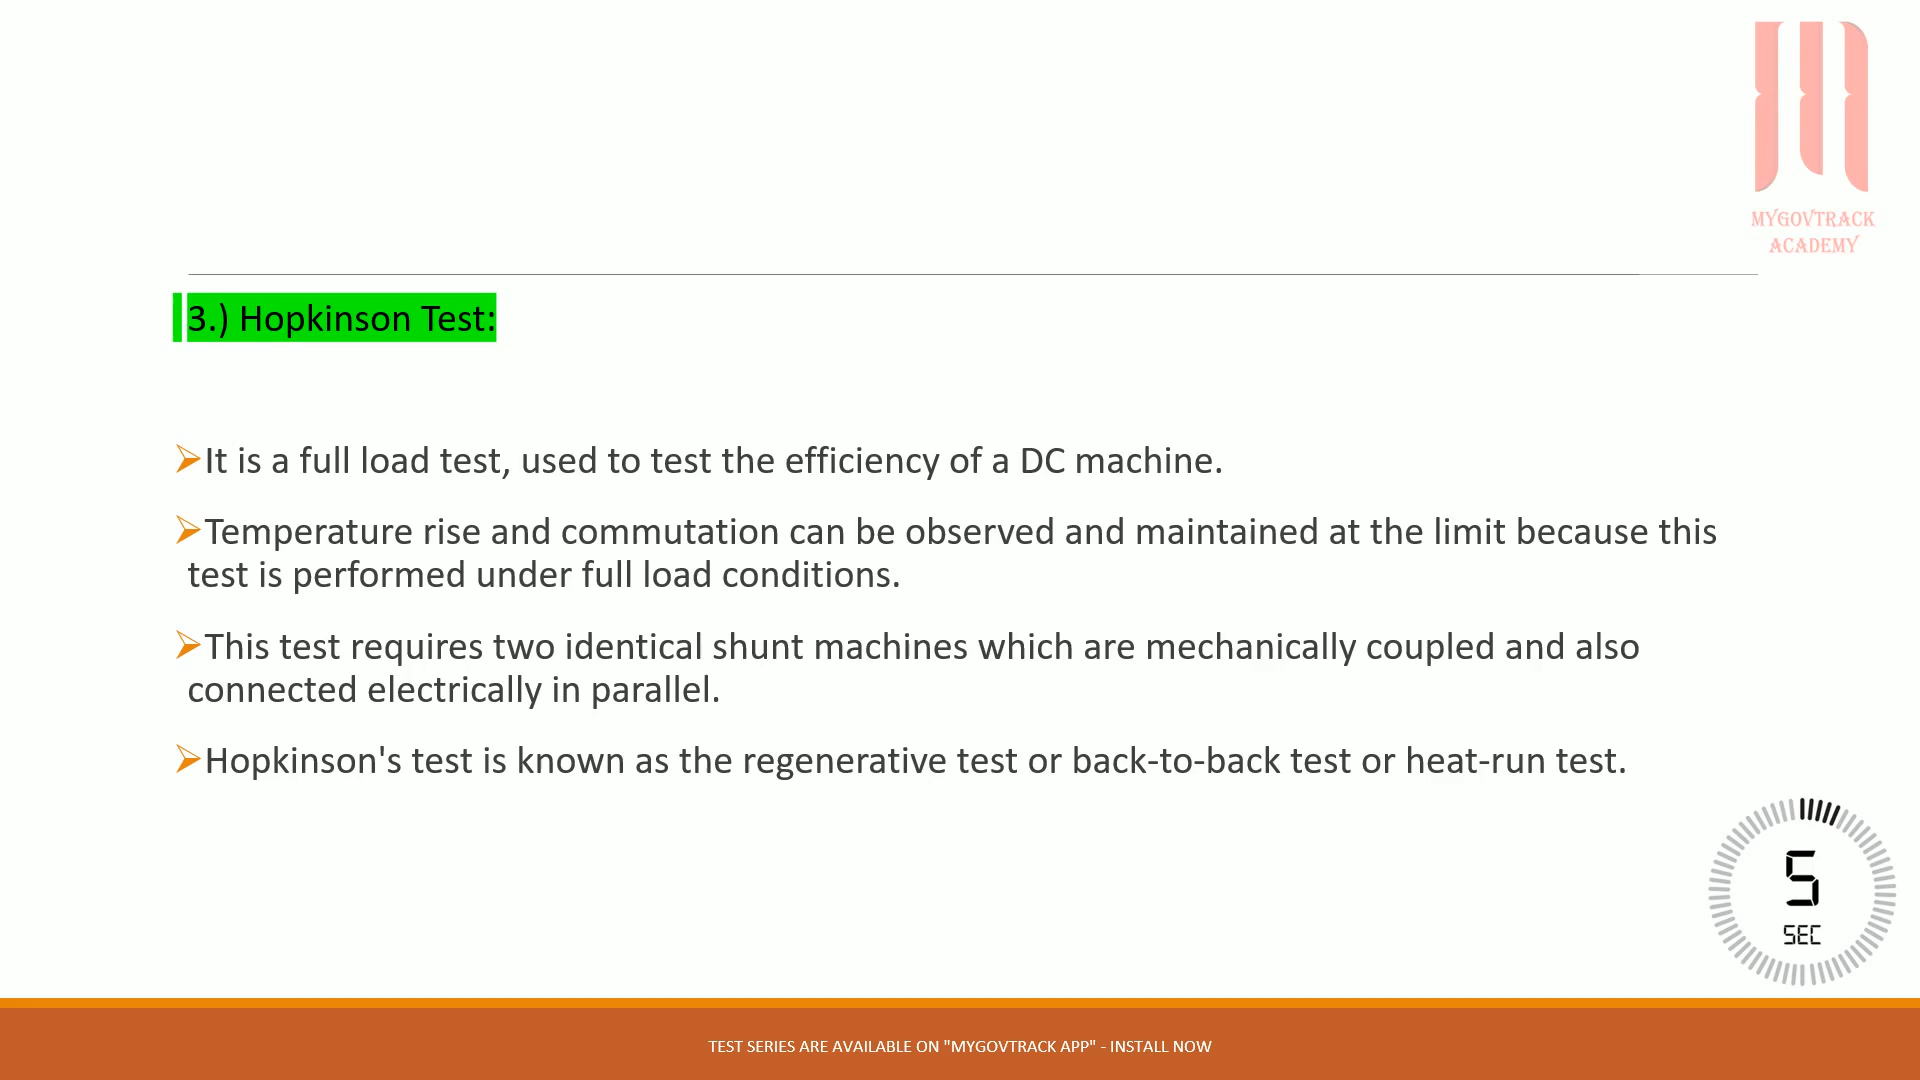 MYGOVTRACK
ACADEMY
3.) Hopkinson Test:
➢It is a full load test, used to test the efficiency of a DC machine.
➢Temperature rise and commutation can be observed and maintained at the limit because this
test is performed under full load conditions.
➢This test requires two identical shunt machines which are mechanically coupled and also
connected electrically in parallel.
➢Hopkinson's test is known as the regenerative test or back-to-back test or heat-run test.
5
SEC
TEST SERIES ARE AVAILABLE ON "MYGOVTRACK APP" - INSTALL NOW